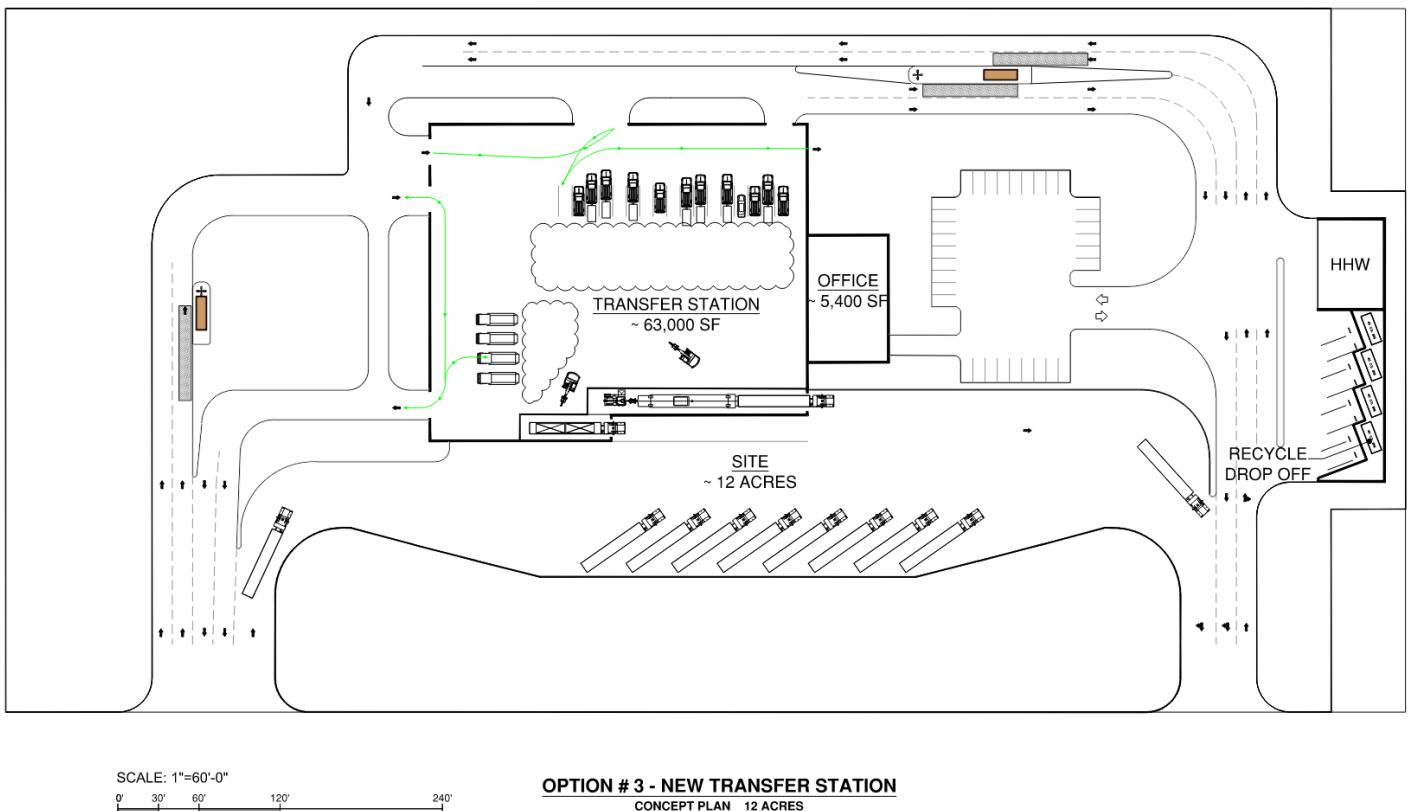 HHW
OFFICE
~ 5,400 SF
TRANSFER STATION
~ 63,000 SF
RECYCLE
DROP OFF
SITE
~ 12 ACRES
SCALE: 1"=60'-0"
0' 30' 60' 120' 240'
OPTION # 3 - NEW TRANSFER STATION
CONCEPT PLAN 12 ACRES